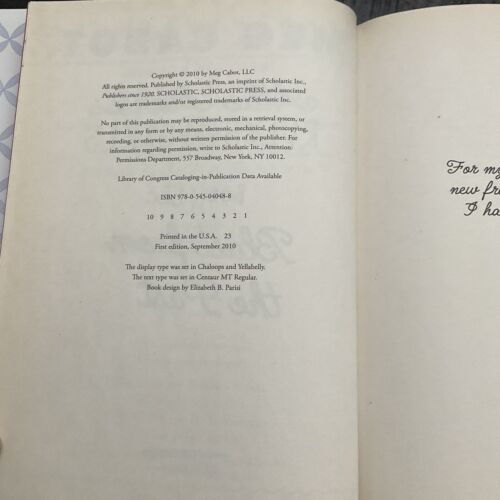 Copyright © 2010 by Meg Cabot, LLC
All rights reserved. Published by Scholastic Press, an imprint of Scholastic Inc.,
Publishers since 1920. SCHOLASTIC, SCHOLASTIC PRESS, and associated
logos are trademarks and/or registered trademarks of Scholastic Inc.
No part of this publication may be reproduced, stored in a retrieval system, or
transmitted in any form or by any means, electronic, mechanical, photocopying,
recording, or otherwise, without written permission of the publisher. For
information regarding permission, write to Scholastic Inc., Attention:
Permissions Department, 557 Broadway, New York, NY 10012.
Library of Congress Cataloging-in-Publication Data Available
ISBN 978-0-545-04048-8
10 9 8 7 6 5 4 3 2 1
Printed in the U.S.A. 23
First edition, September 2010
The display type was set in Chaloops and Yellabelly.
The text type was set in Centaur MT Regular.
Book design by Elizabeth B. Parisi
For my
new fr
I ha